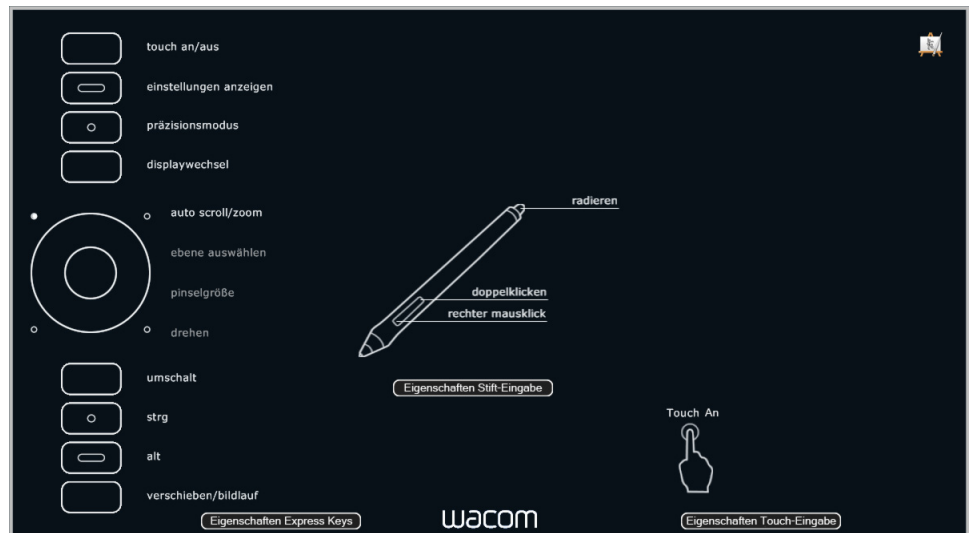 touch an/aus
einstellungen anzeigen
präzisionsmodus
displaywechsel
auto scroll/zoom
ebene auswählen
pinselgröße
drehen
umschalt
strg
alt
verschieben/bildlauf
Eigenschaften Express Keys
radieren
doppelklicken
rechter mausklick
Eigenschaften Stift-Eingabe
wacom
Touch An
Eigenschaften Touch-Eingabe